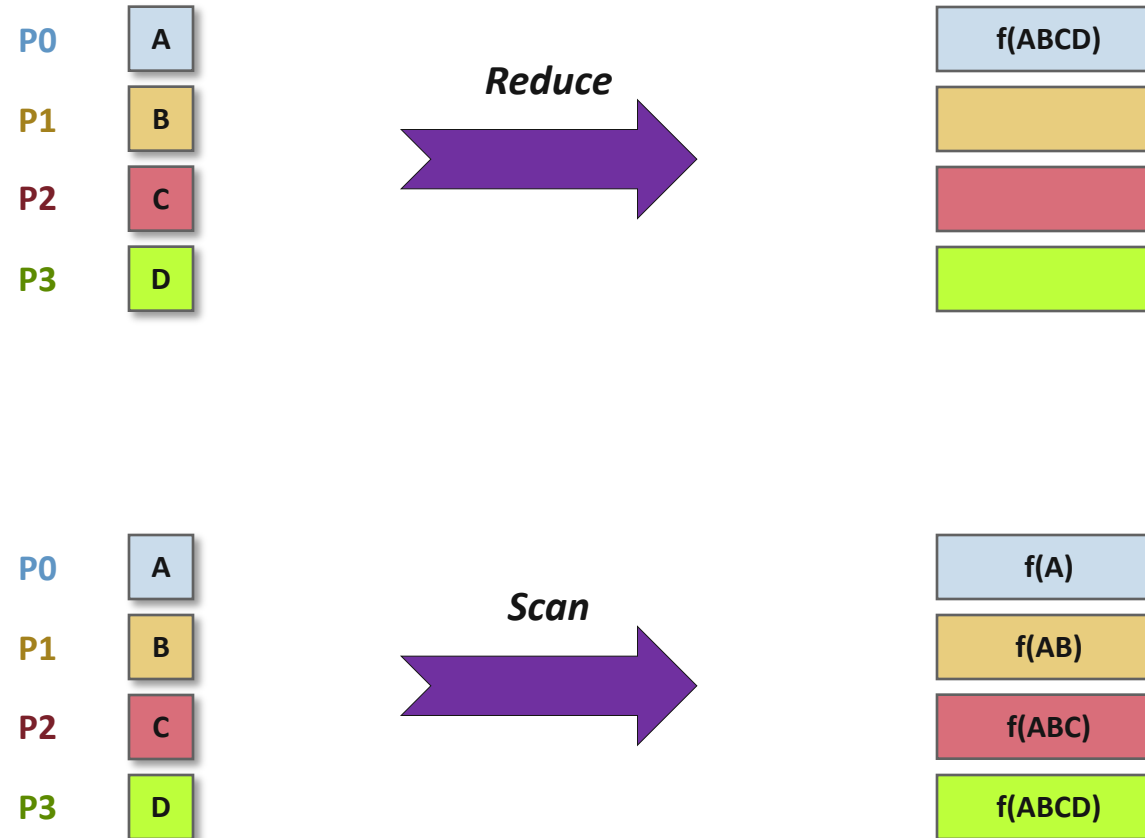 P0 A f(ABCD)
Reduce
P1 B
P2 C
P3 D
P0 A f(A)
Scan
P1 B f(AB)
P2 C f(ABC)
P3 D f(ABCD)